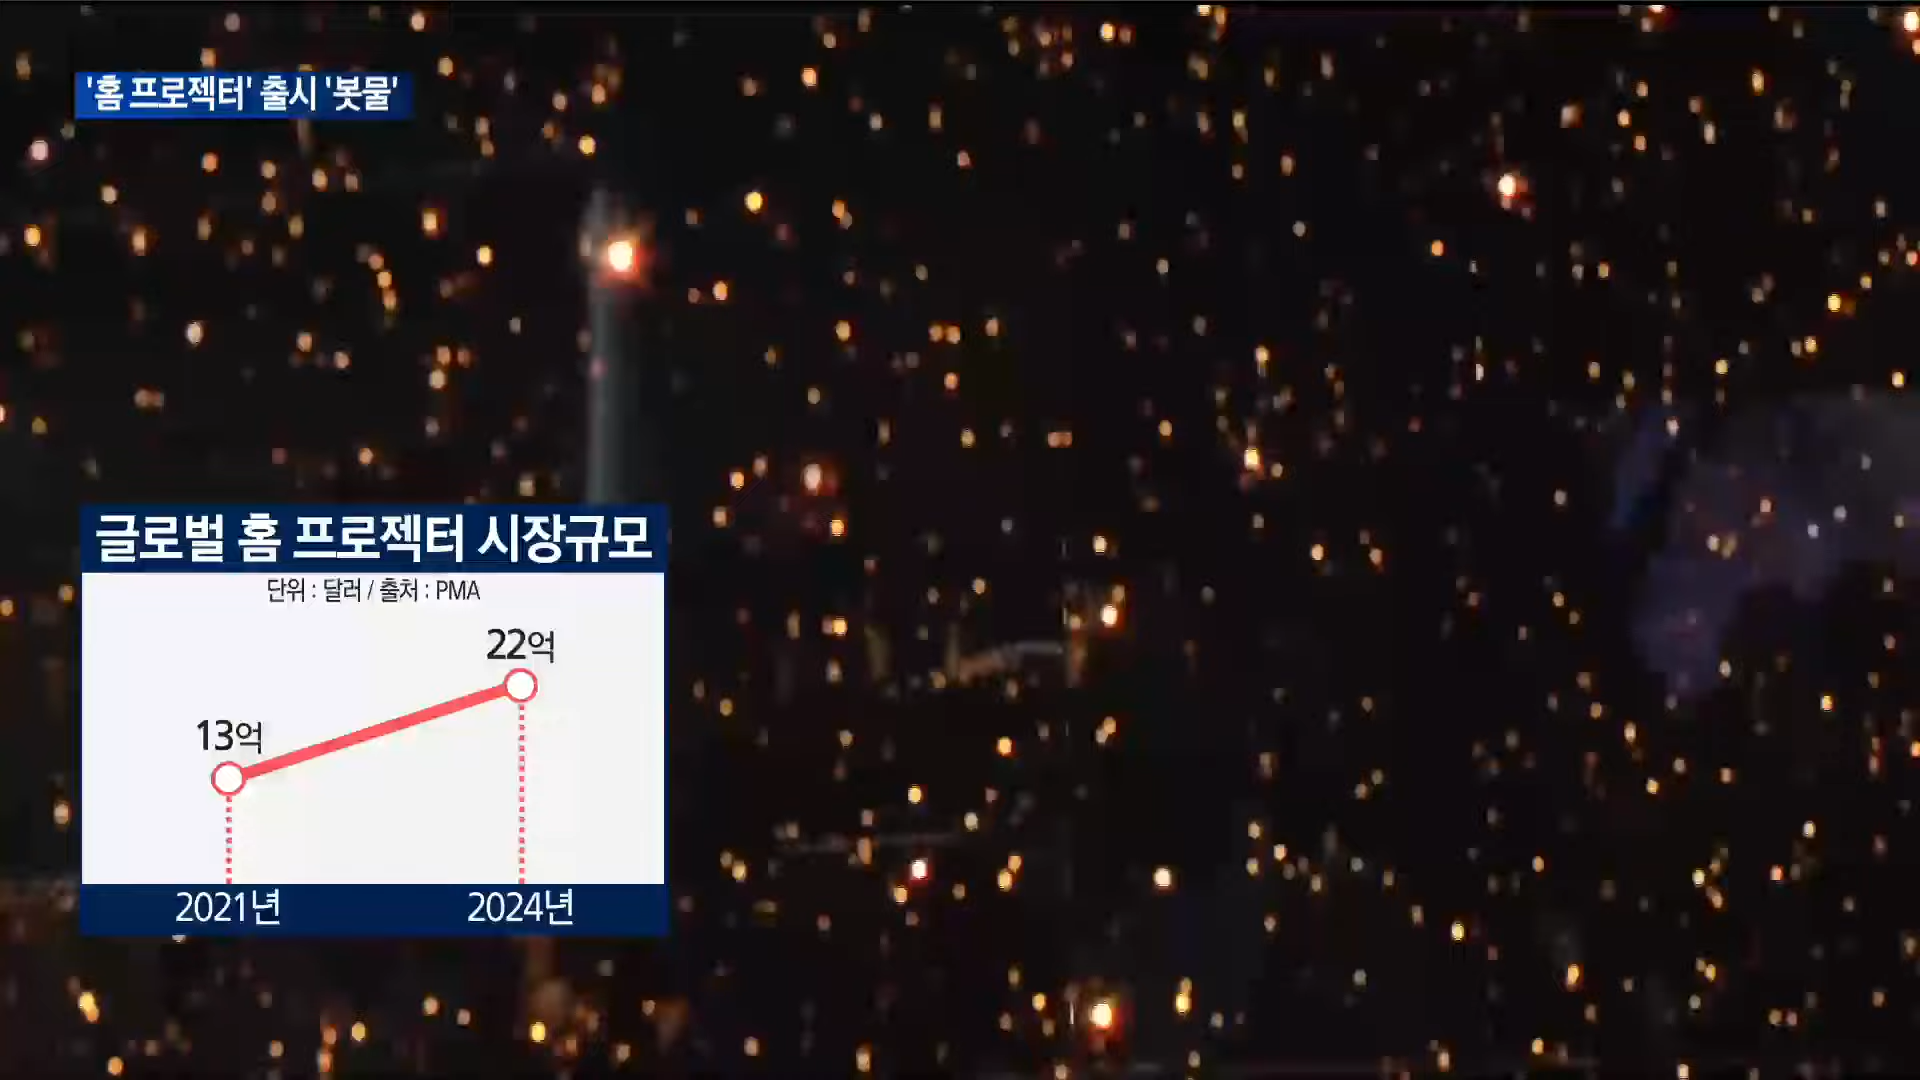 '홈 프로젝터' 출시 '봇물'
글로벌 홈 프로젝터 시장규모
단위 : 달러 / 출처 : PMA
22억
13억
2021년
2024년